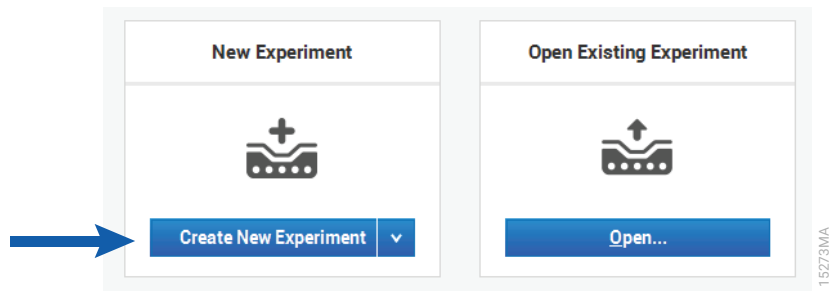 New Experiment
Open Existing Experiment
Create New Experiment
Open...
15273MA